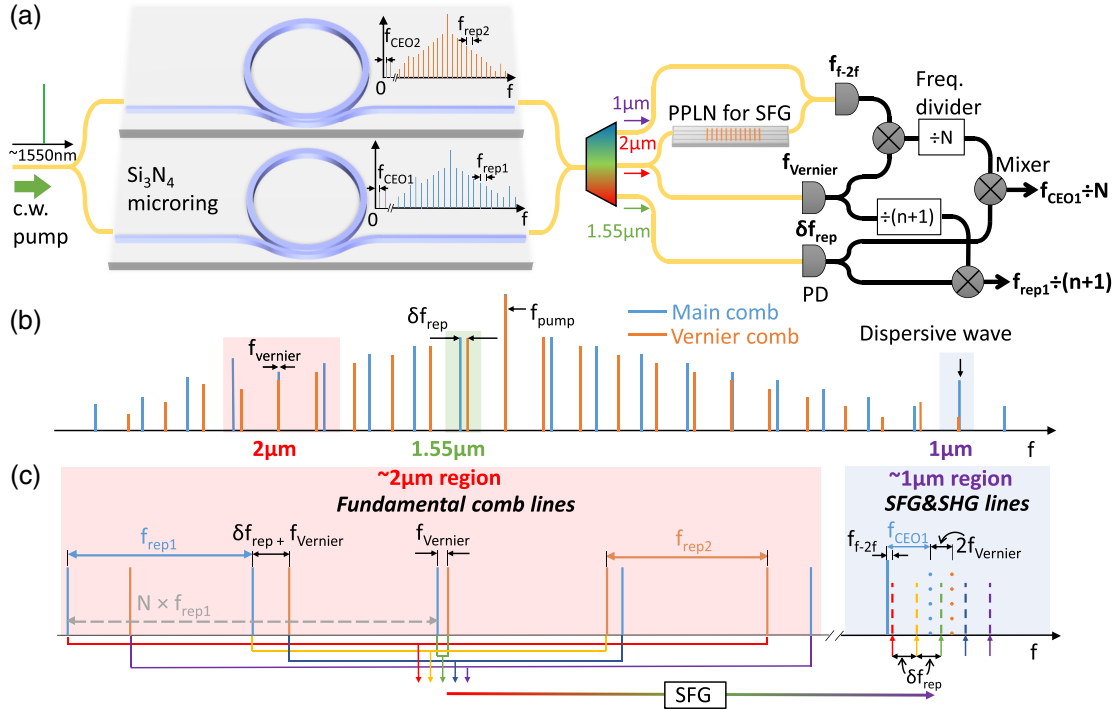 (a)
f_CEO2
f_rep2
0
f
~1550nm
c.w.
pump
Si₃N₄
microring
f_CEO1
f_rep1
0
f
1μm
2μm
1.55μm
PPLN for SFG
f_f-2f
f_Vernier
δf_rep
PD
Freq.
divider
÷N
÷(n+1)
Mixer
f_CEO1÷N
f_rep1÷(n+1)
(b)
f_vernier
δf_rep
f_pump
Main comb
Vernier comb
Dispersive wave
2μm
1.55μm
1μm
f
(c)
~2μm region
Fundamental comb lines
~1μm region
SFG&SHG lines
f_rep1
δf_rep + f_Vernier
f_Vernier
f_rep2
N × f_rep1
f_f-2f
f_CEO1
2f_Vernier
δf_rep
f
SFG